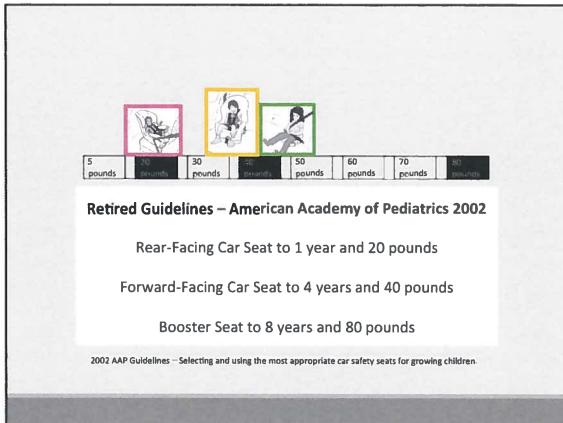 5 pounds 20 pounds 30 pounds 40 pounds 50 pounds 60 pounds 70 pounds 80 pounds
Retired Guidelines – American Academy of Pediatrics 2002
Rear-Facing Car Seat to 1 year and 20 pounds
Forward-Facing Car Seat to 4 years and 40 pounds
Booster Seat to 8 years and 80 pounds
2002 AAP Guidelines – Selecting and using the most appropriate car safety seats for growing children.